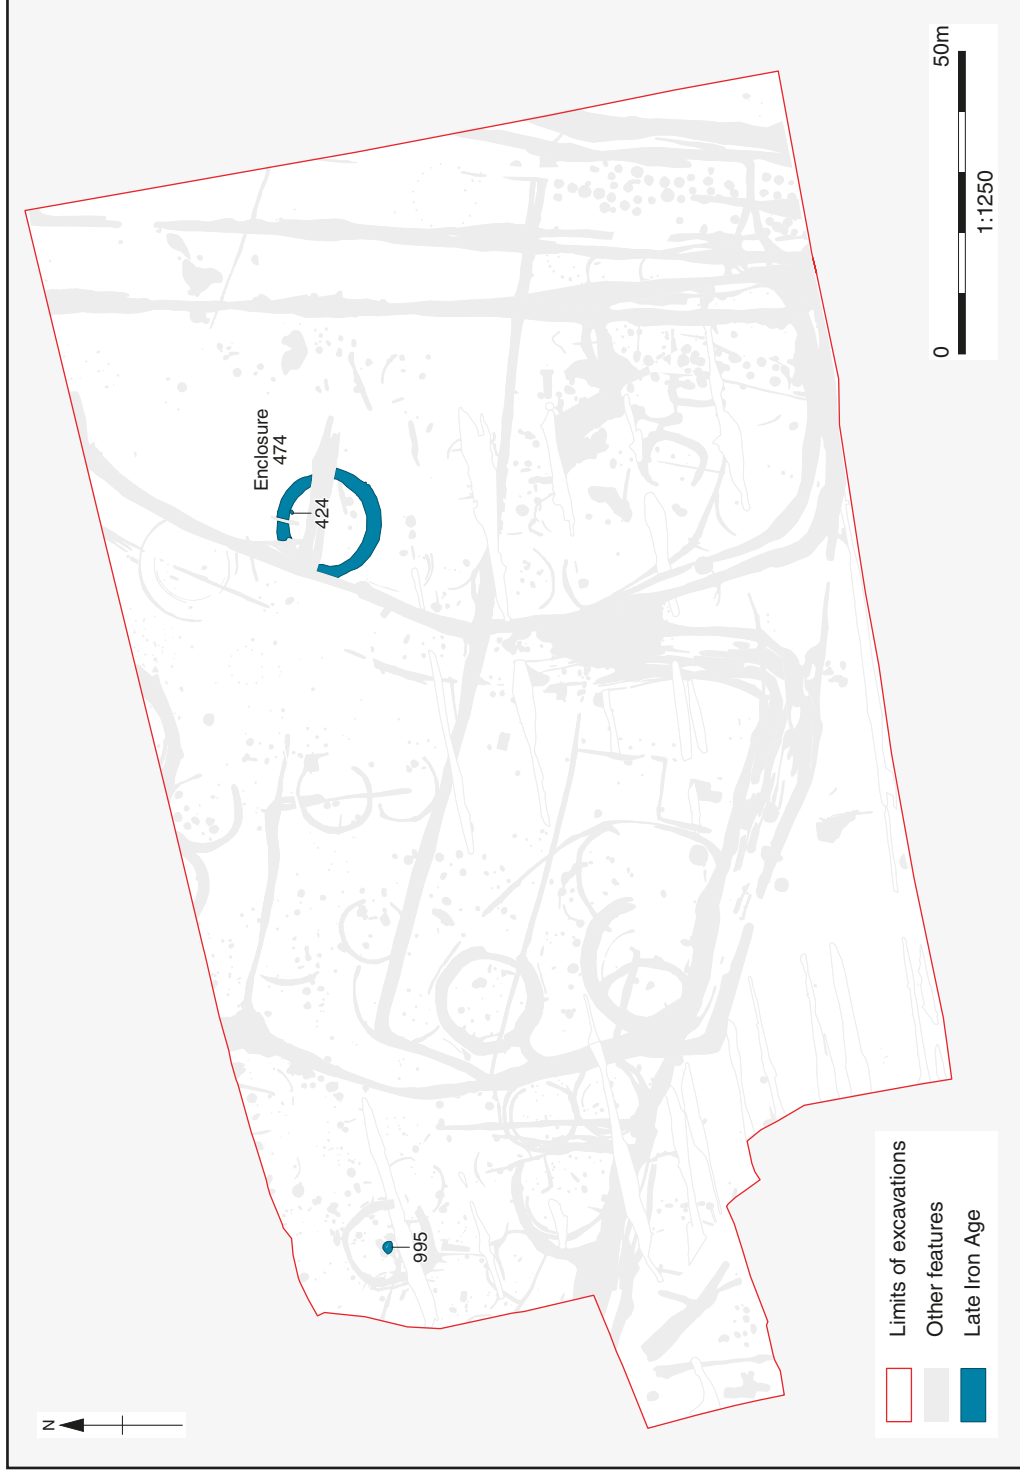 N
Enclosure
474
424
995
Limits of excavations
Other features
Late Iron Age
0
50m
1:1250